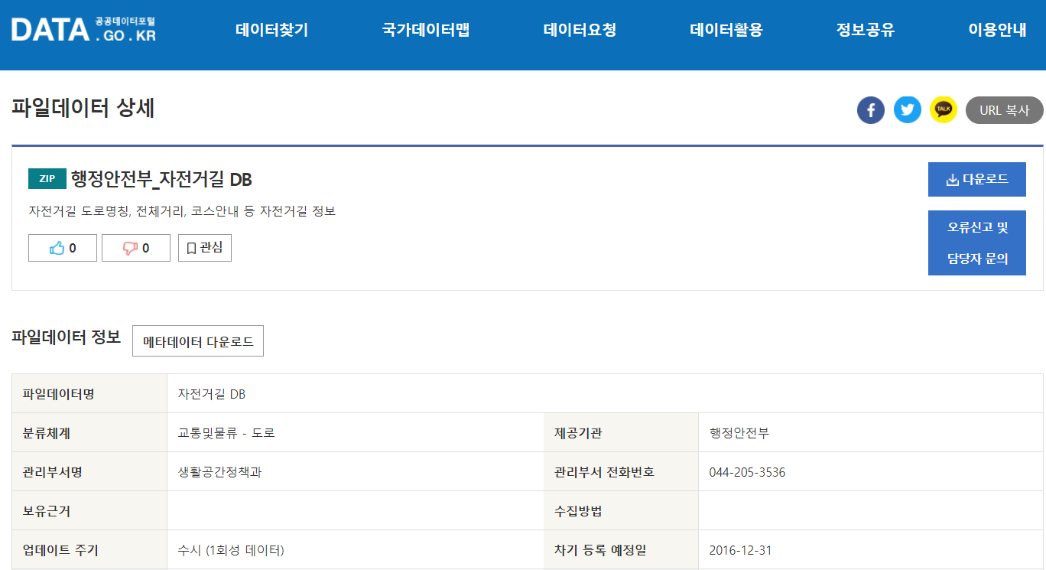 DATA 공공데이터포털
.GO.KR
데이터찾기 국가데이터맵 데이터요청 데이터활용 정보공유 이용안내
파일데이터 상세
f TALK URL 복사
ZIP 행정안전부_자전거길 DB
다운로드
자전거길 도로명칭, 전체거리, 코스안내 등 자전거길 정보
오류신고 및
담당자 문의
0 0 관심
파일데이터 정보 메타데이터 다운로드
파일데이터명 자전거길 DB
분류체계 교통및물류 - 도로 제공기관 행정안전부
관리부서명 생활공간정책과 관리부서 전화번호 044-205-3536
보유근거 수집방법
업데이트 주기 수시 (1회성 데이터) 차기 등록 예정일 2016-12-31